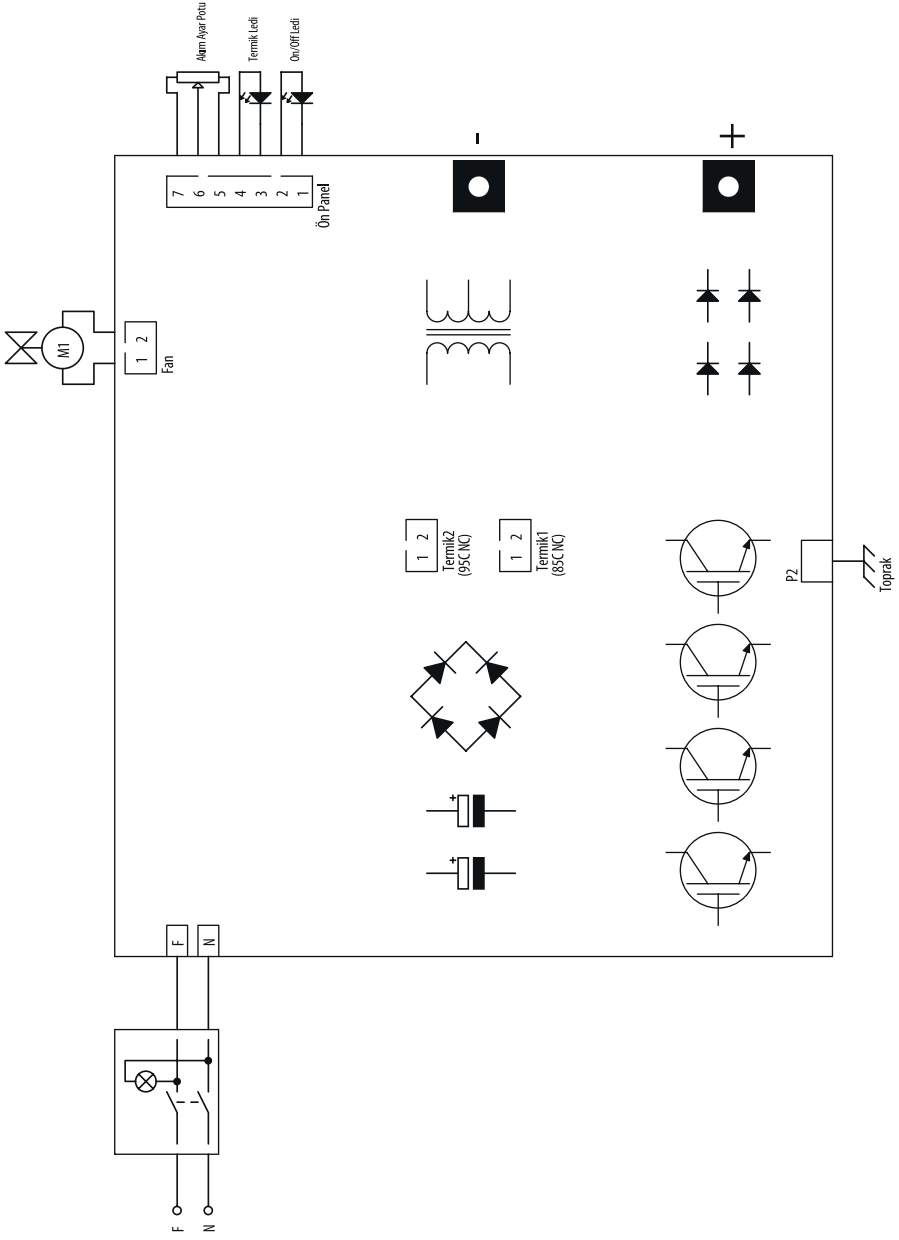 Akım Ayar Potu
Termik Ledi
On/Off Ledi
7
6
5
4
3
2
1
Ön Panel
-
+
M1
1 2
Fan
1 2
Termik2
(95C NC)
1 2
Termik1
(85C NC)
P2
Toprak
+
+
F
N
F
N